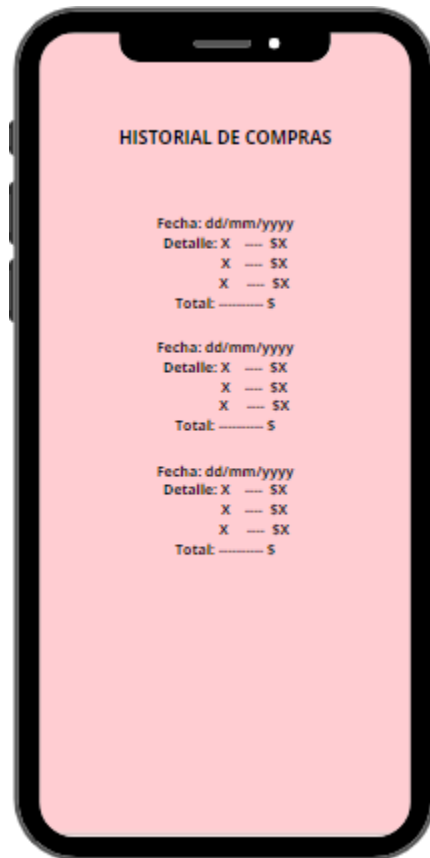 HISTORIAL DE COMPRAS
Fecha: dd/mm/yyyy
Detalle: X ---- $X
X ---- $X
X ---- $X
Total: ---------- $
Fecha: dd/mm/yyyy
Detalle: X ---- $X
X ---- $X
X ---- $X
Total: ---------- $
Fecha: dd/mm/yyyy
Detalle: X ---- $X
X ---- $X
X ---- $X
Total: ---------- $